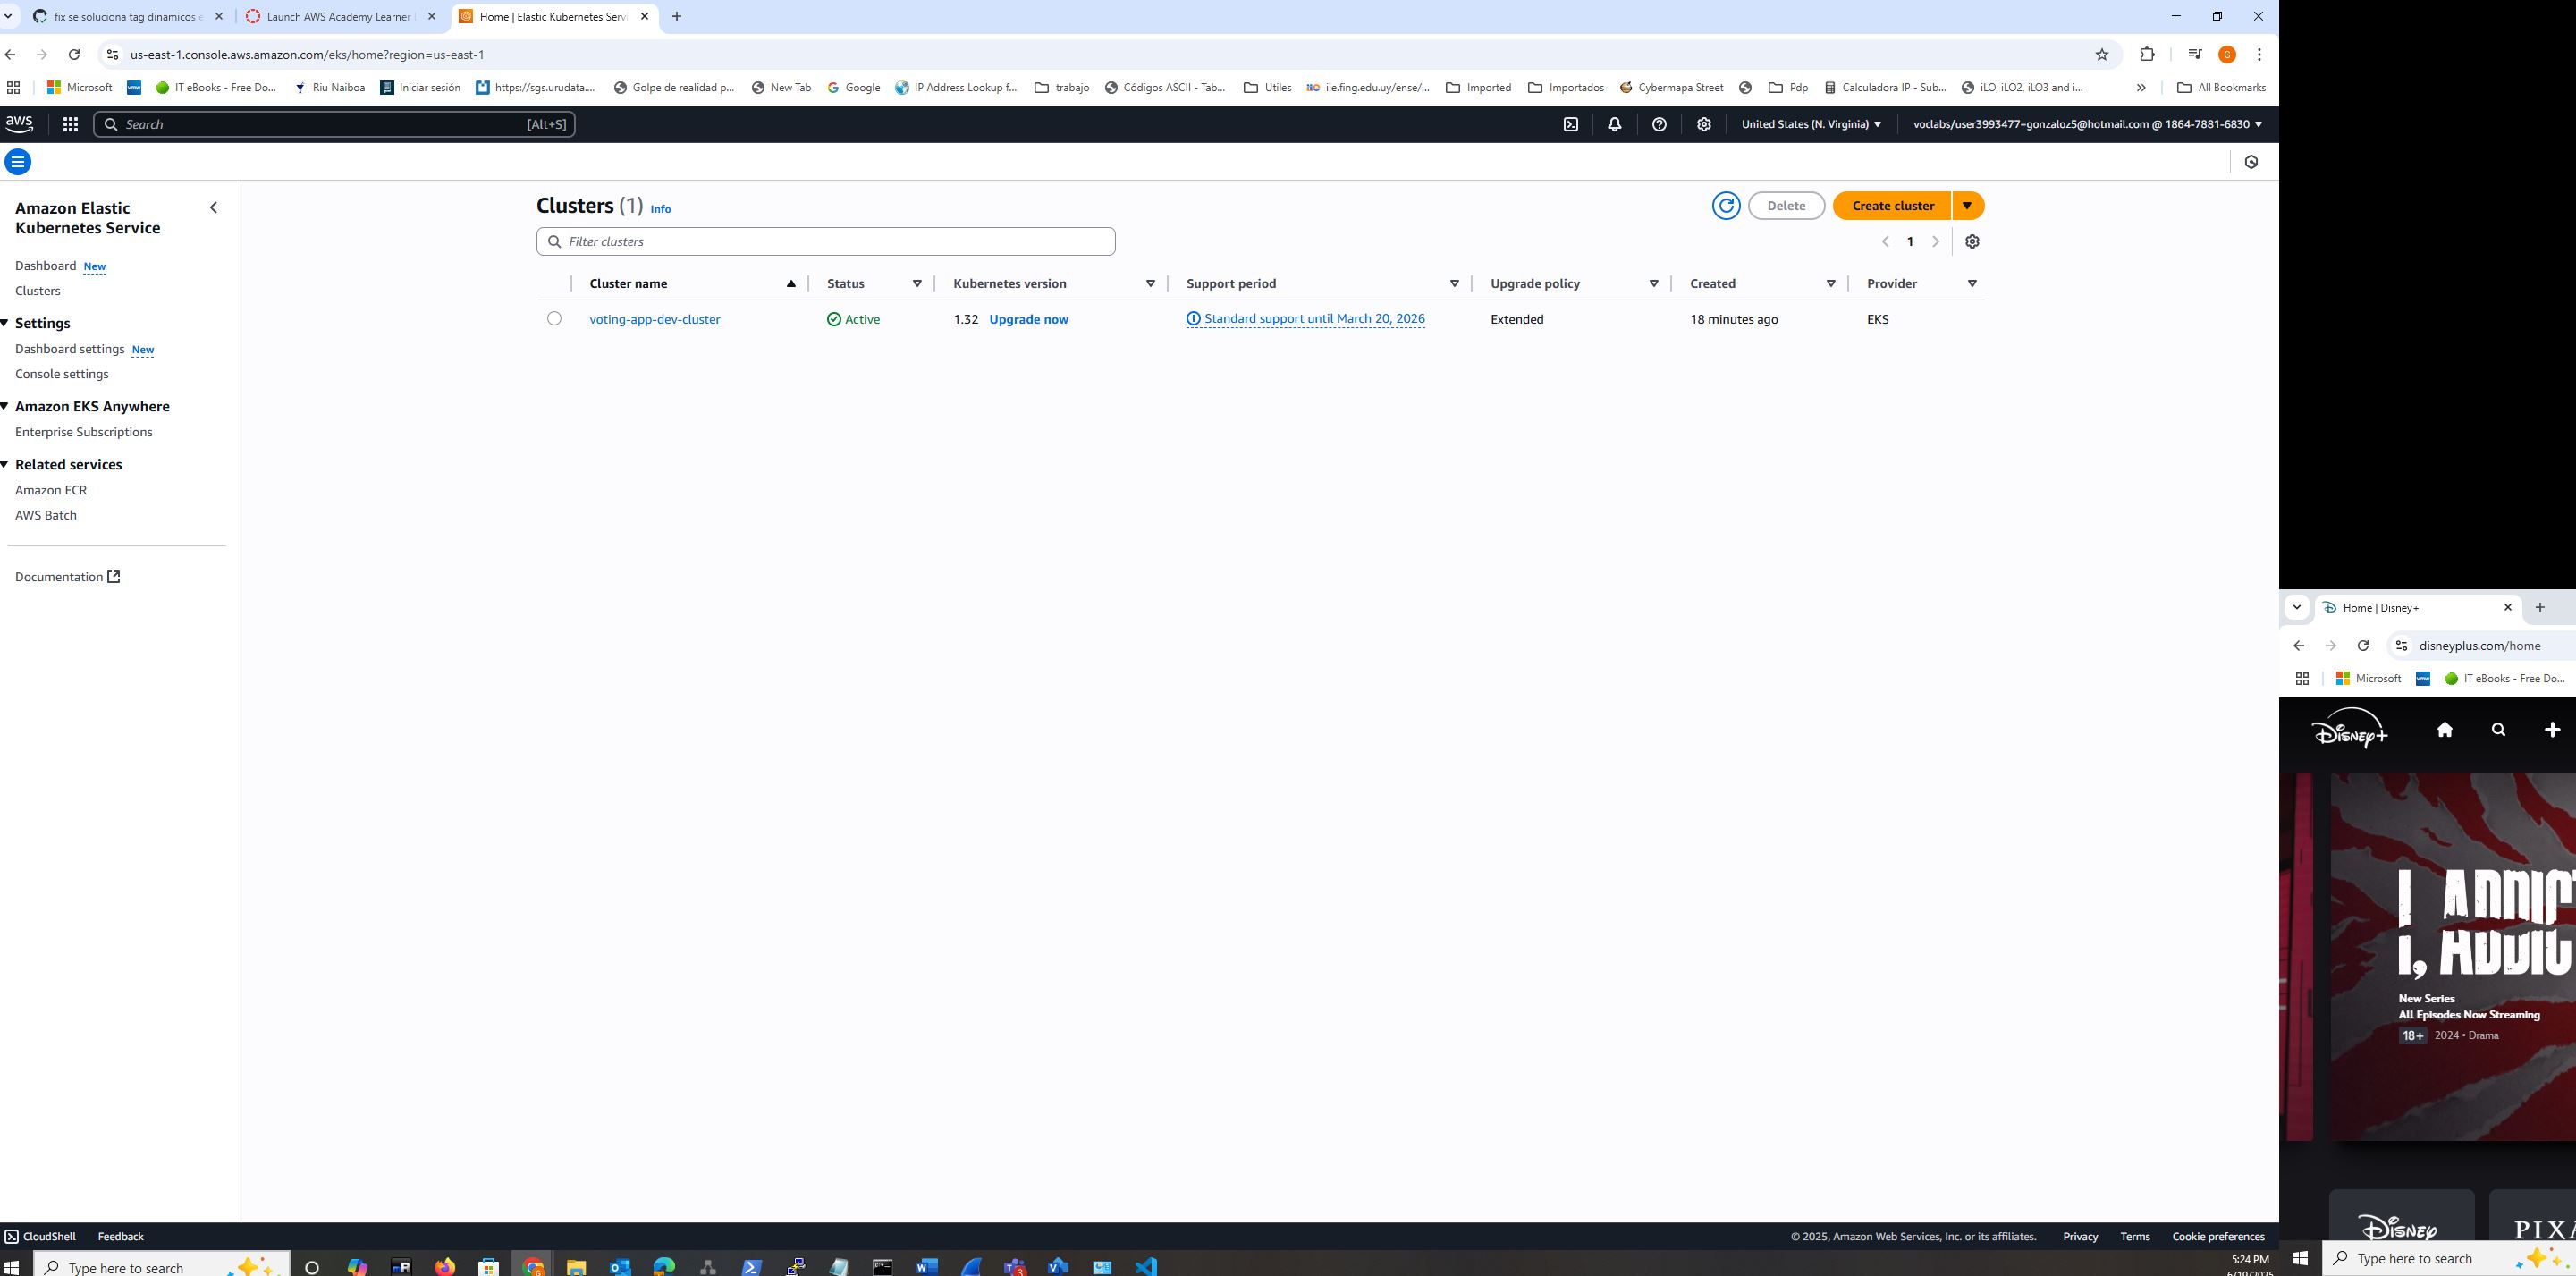 fix se soluciona tag dinamicos e
Launch AWS Academy Learner
Home | Elastic Kubernetes Servi
us-east-1.console.aws.amazon.com/eks/home?region=us-east-1
Microsoft
IT eBooks - Free Do...
Riu Naiboa
Iniciar sesión
https://sgs.urudata....
Golpe de realidad p...
New Tab
Google
IP Address Lookup f...
trabajo
Códigos ASCII - Tab...
Utiles
iie.fing.edu.uy/ense/...
Imported
Importados
Cybermapa Street
Pdp
Calculadora IP - Sub...
iLO, iLO2, iLO3 and i...
All Bookmarks
aws
Search
[Alt+S]
United States (N. Virginia)
voclabs/user3993477=gonzaloz5@hotmail.com @ 1864-7881-6830
Amazon Elastic
Kubernetes Service
Dashboard New
Clusters
Settings
Dashboard settings New
Console settings
Amazon EKS Anywhere
Enterprise Subscriptions
Related services
Amazon ECR
AWS Batch
Documentation
Clusters (1) Info
Delete
Create cluster
Filter clusters
1
Cluster name
Status
Kubernetes version
Support period
Upgrade policy
Created
Provider
voting-app-dev-cluster
Active
1.32 Upgrade now
Standard support until March 20, 2026
Extended
18 minutes ago
EKS
CloudShell
Feedback
© 2025, Amazon Web Services, Inc. or its affiliates.
Privacy
Terms
Cookie preferences
Type here to search
5:24 PM
6/19/2025
Home | Disney+
disneyplus.com/home
Microsoft
IT eBooks - Free Do...
Disney+
I, ADDIC
I, ADDIC
New Series
All Episodes Now Streaming
18+ 2024 • Drama
Disney
PIX
Type here to search